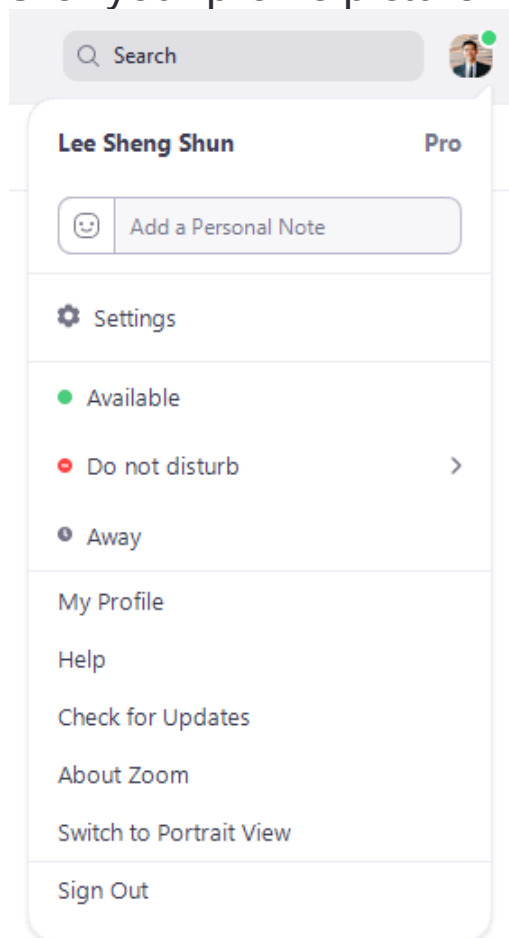 Search
Lee Sheng Shun Pro
Add a Personal Note
Settings
Available
Do not disturb
Away
My Profile
Help
Check for Updates
About Zoom
Switch to Portrait View
Sign Out